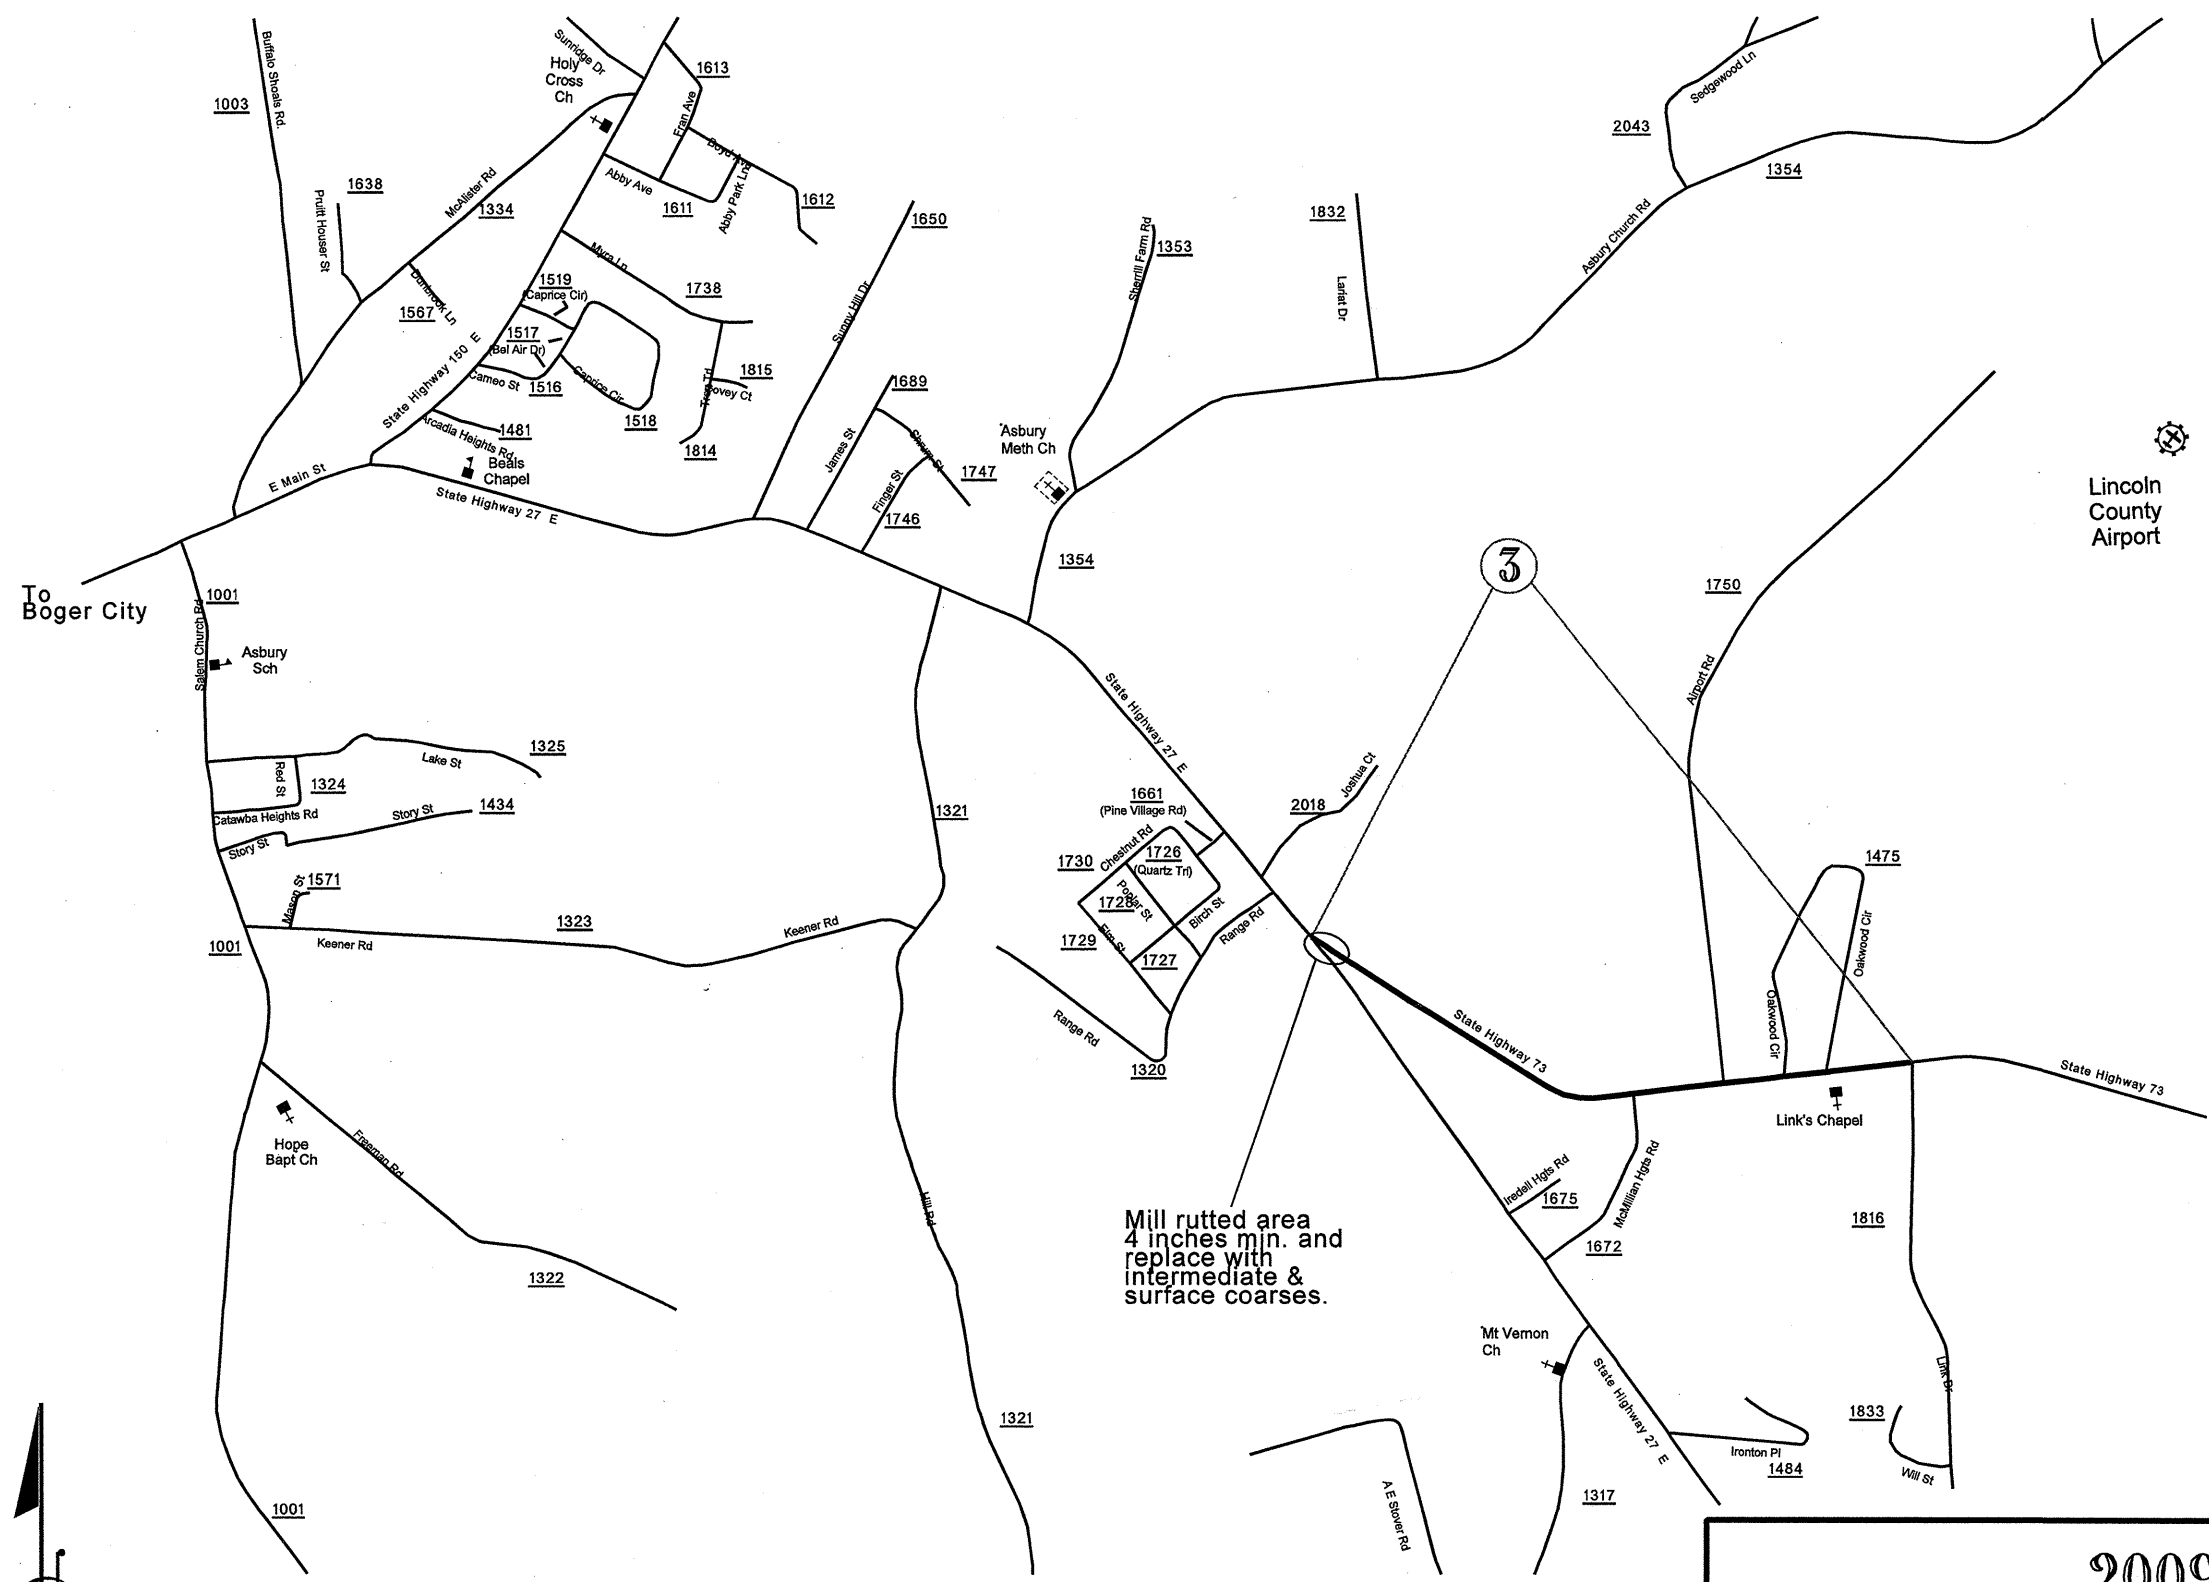 Buffalo Shoals Rd.
1003
Sunridge Dr
Holy
Cross
Ch
1613
Fran Ave
Boyd Ave
Abby Ave
1611
Abby Park Ln
1612
McAlister Rd
1334
1638
Pruitt Houser St
Dunbrook Ln
1567
Myra Ln
1738
1519
(Caprice Cir)
1517
(Bel Air Dr)
Cameo St
1516
Caprice Cir
1518
State Highway 150 E
Arcadia Heights Rd
1481
Beals
Chapel
1815
Covey Ct
1814
Sunny Hill Dr
1650
1689
James St
Shrum St
1747
Finger St
1746
E Main St
State Highway 27 E
Asbury
Meth Ch
Sherrill Farm Rd
1353
1354
1832
Lariat Dr
Asbury Church Rd
2043
Sedgewood Ln
1354
Lincoln
County
Airport
1750
Airport Rd
3
To
Boger City
1001
Salem Church Rd
Asbury
Sch
1325
Lake St
Red St
1324
Catawba Heights Rd
Story St
1434
Story St
Mason St
1571
1323
Keener Rd
Keener Rd
1001
1321
State Highway 27 E
Joshua Ct
2018
1661
(Pine Village Rd)
Chestnut Rd
1730
1726
(Quartz Trl)
Poplar St
1728
Birch St
Elm St
1729
1727
Range Rd
Range Rd
1320
State Highway 73
1475
Oakwood Cir
Oakwood Cir
State Highway 73
Link's Chapel
Hope
Bapt Ch
Freeman Rd
1322
Hill Rd
1321
1001
Mill rutted area
4 inches min. and
replace with
intermediate &
surface coarses.
Iredell Hgts Rd
1675
McMillian Hgts Rd
1672
1816
Link Dr
Mt Vernon
Ch
State Highway 27 E
1833
Will St
Ironton Pl
1484
1317
A E Stover Rd